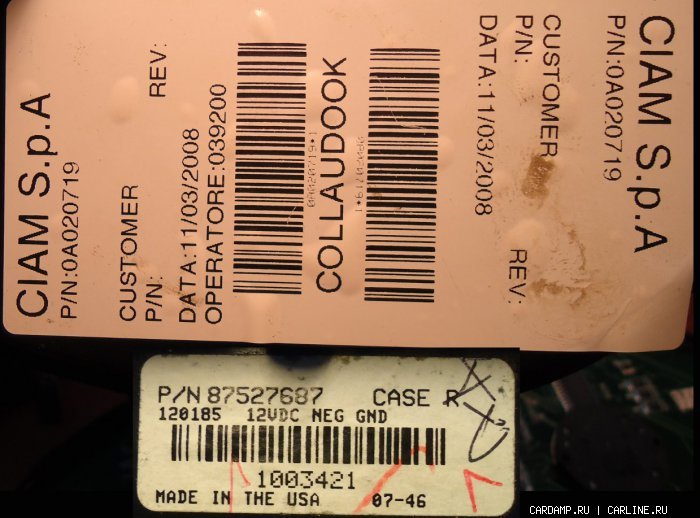 CIAM S.p.A
P/N:0A020719
CUSTOMER
P/N: REV:
DATA:11/03/2008
OPERATORE:039200
COLLAUDOOK
CIAM S.p.A
P/N:0A020719
CUSTOMER
P/N: REV:
DATA:11/03/2008
P/N 87527687 CASE R
120185 12VDC NEG GND
1003421
MADE IN THE USA 07-46
CARDAMP.RU | CARLINE.RU